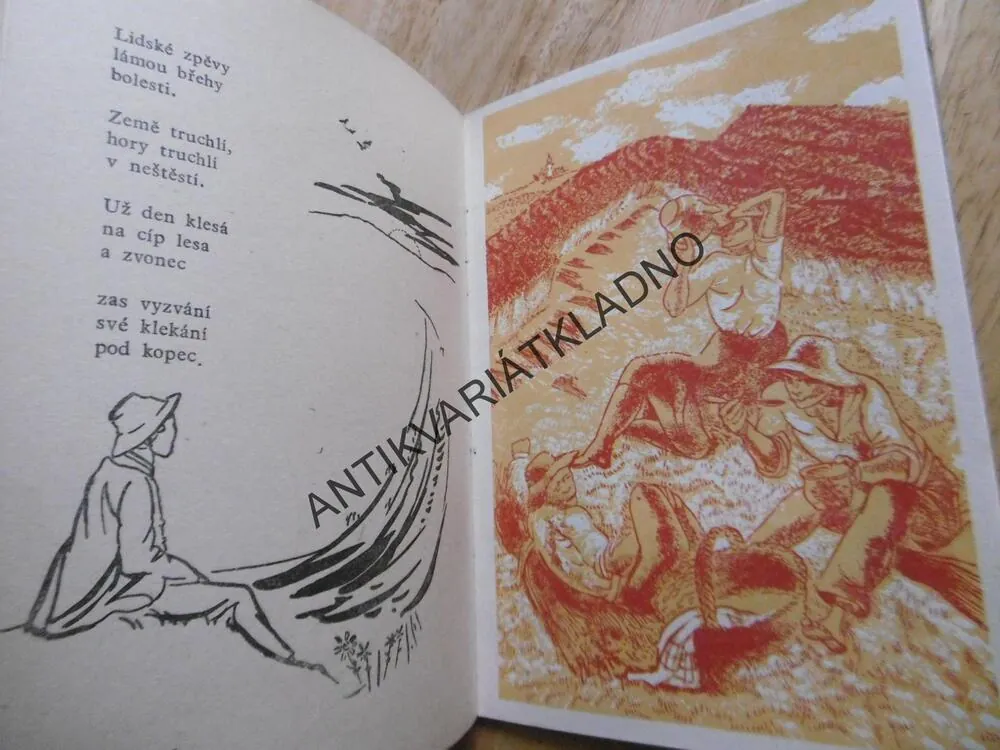 Lidské zpěvy
lámou břehy
bolesti.
Země truchlí,
hory truchlí
v neštěstí.
Už den klesá
na cíp lesa
a zvonec
zas vyzvání
své klekání
pod kopec.
ANTIKVARIÁTKLADNO